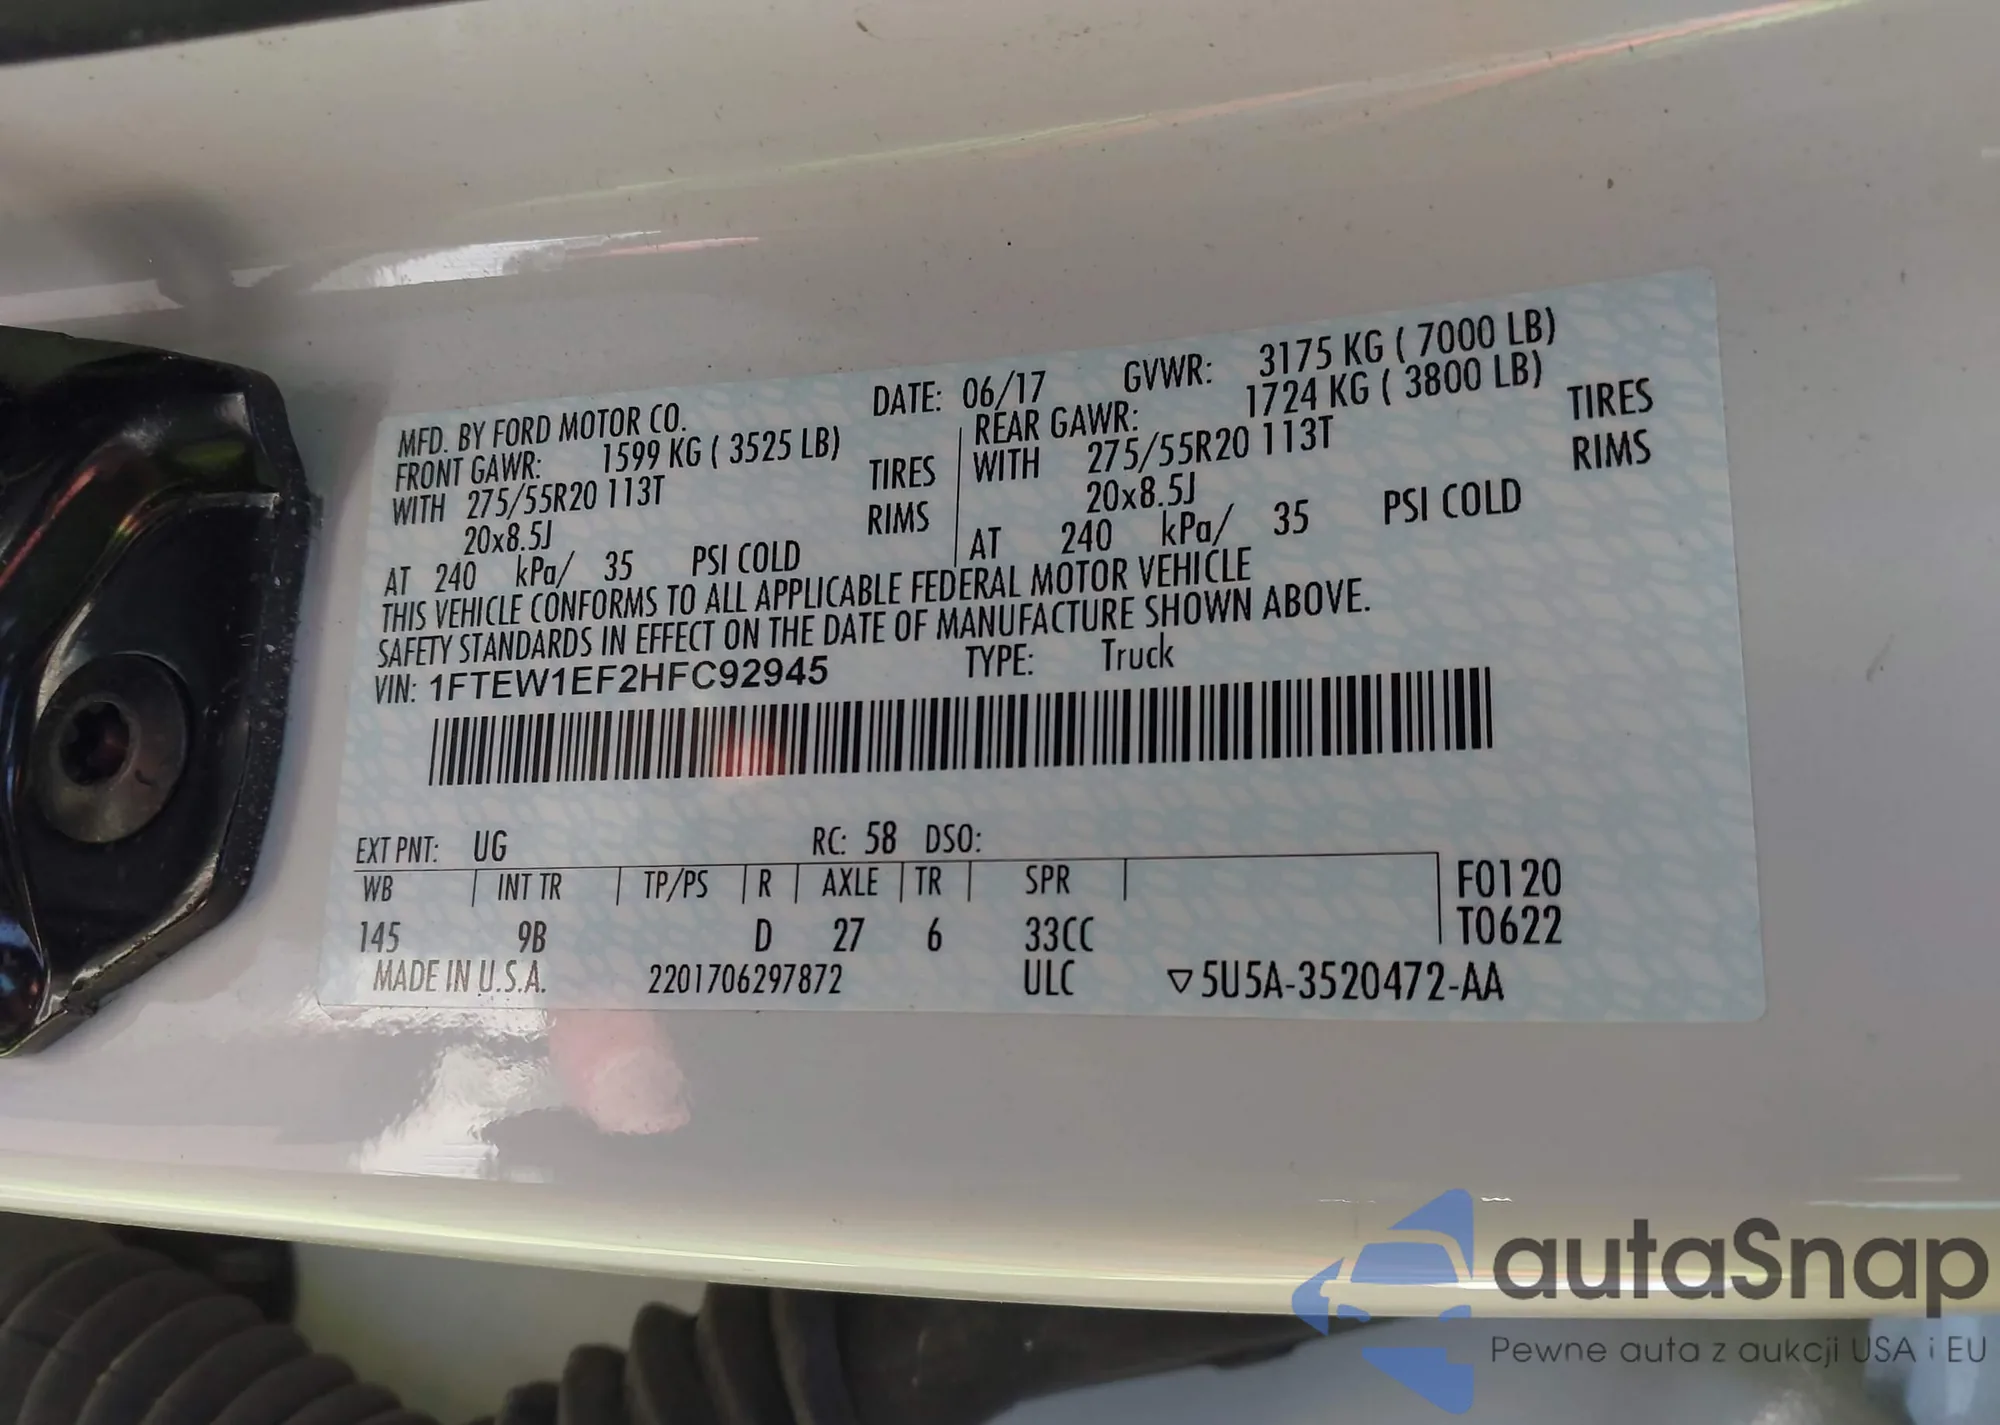 MFD. BY FORD MOTOR CO. DATE: 06/17 GVWR: 3175 KG ( 7000 LB)
FRONT GAWR: 1599 KG ( 3525 LB) REAR GAWR: 1724 KG ( 3800 LB)
WITH 275/55R20 113T TIRES WITH 275/55R20 113T TIRES
20x8.5J RIMS 20x8.5J RIMS
AT 240 kPa/ 35 PSI COLD AT 240 kPa/ 35 PSI COLD
THIS VEHICLE CONFORMS TO ALL APPLICABLE FEDERAL MOTOR VEHICLE
SAFETY STANDARDS IN EFFECT ON THE DATE OF MANUFACTURE SHOWN ABOVE.
VIN: 1FTEW1EF2HFC92945 TYPE: Truck
EXT PNT: UG RC: 58 DSO:
WB INT TR TP/PS R AXLE TR SPR F0120
145 9B D 27 6 33CC T0622
MADE IN U.S.A. 2201706297872 ULC ▽5U5A-3520472-AA
autaSnap
Pewne auta z aukcji USA i EU